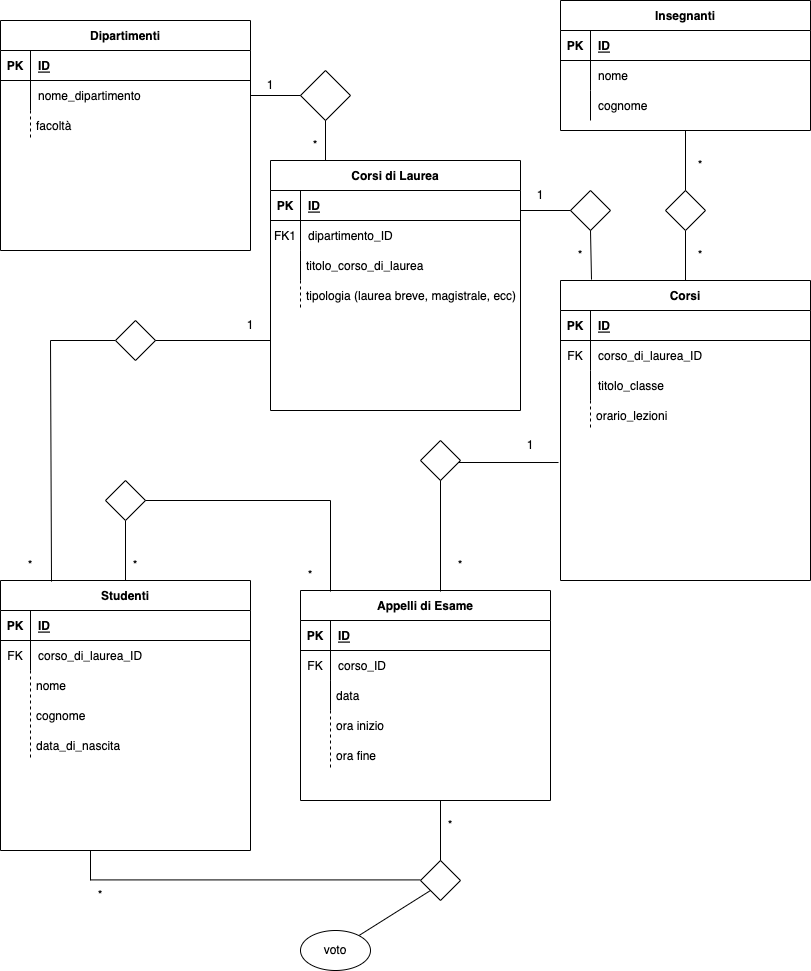 Dipartimenti
PK ID
nome_dipartimento
facoltà
1
*
Insegnanti
PK ID
nome
cognome
*
*
Corsi di Laurea
PK ID
FK1 dipartimento_ID
titolo_corso_di_laurea
tipologia (laurea breve, magistrale, ecc)
1
*
Corsi
PK ID
FK corso_di_laurea_ID
titolo_classe
orario_lezioni
1
*
1
*
*
*
Studenti
PK ID
FK corso_di_laurea_ID
nome
cognome
data_di_nascita
Appelli di Esame
PK ID
FK corso_ID
data
ora inizio
ora fine
*
*
voto